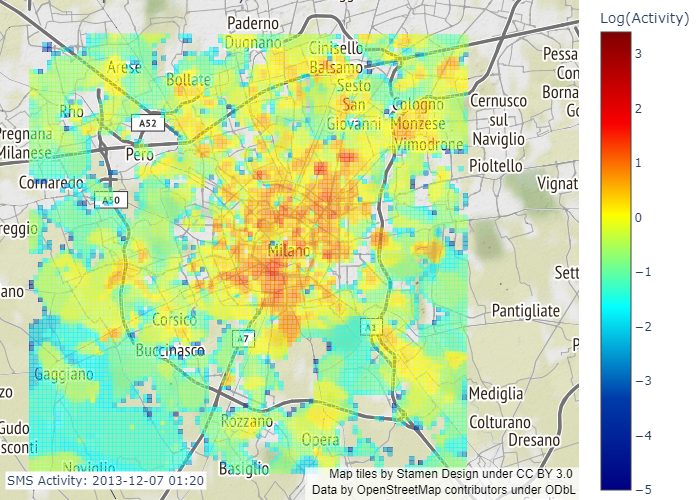 Log(Activity)
3
2
1
0
−1
−2
−3
−4
−5
Paderno
Dugnano
Cinisello
Balsamo
Arese
Bollate
Sesto
San
Giovanni
Cologno
Monzese
Vimodrone
Cernusco
sul
Naviglio
Pessa
Con
Borna
Go
Rho
A52
Pero
Pregnana
Milanese
Cornaredo
A50
Pioltello
Vignat
reggio
Milano
Sett
ano
Corsico
A7
A1
Pantigliate
Buccinasco
P
Gaggiano
zo
Mediglia
Gudo
sconti
Rozzano
Opera
Colturano
Dresano
Noviglio
Basiglio
SMS Activity: 2013-12-07 01:20
Map tiles by Stamen Design under CC BY 3.0
Data by OpenStreetMap contributors under ODbL